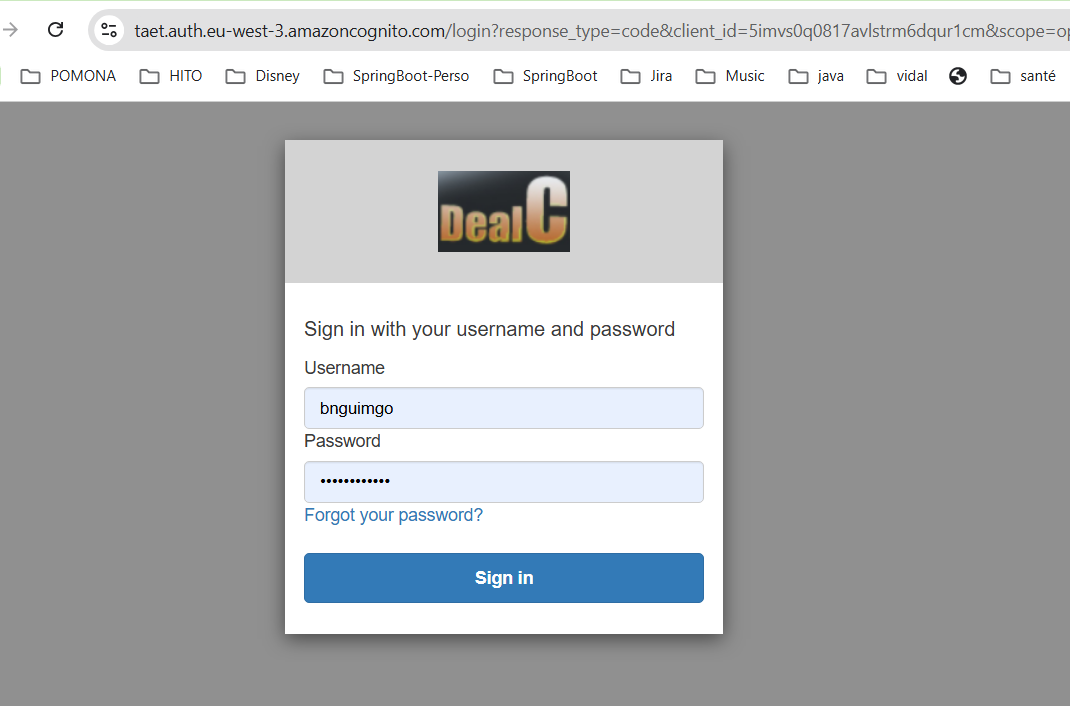 taet.auth.eu-west-3.amazoncognito.com/login?response_type=code&client_id=5imvs0q0817avlstrm6dqur1cm&scope=op
POMONA HITO Disney SpringBoot-Perso SpringBoot Jira Music java vidal santé
Deal C
Sign in with your username and password
Username
bnguimgo
Password
••••••••••••
Forgot your password?
Sign in